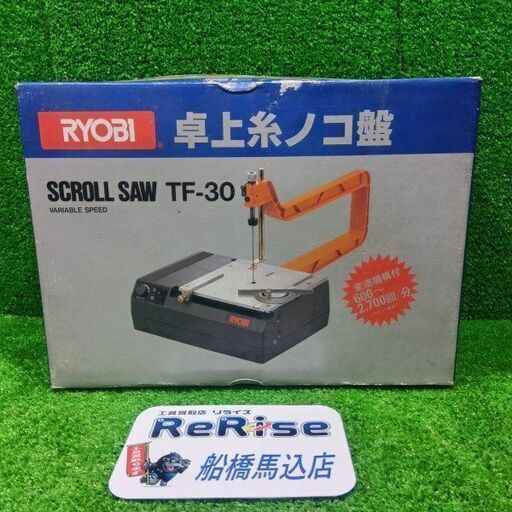 RYOBI
卓上糸ノコ盤
SCROLL SAW TF-30
VARIABLE SPEED
変速機構付
600〜
2,700回/分
RYOBI
工具買取店 リライズ
ReRise
船橋馬込店